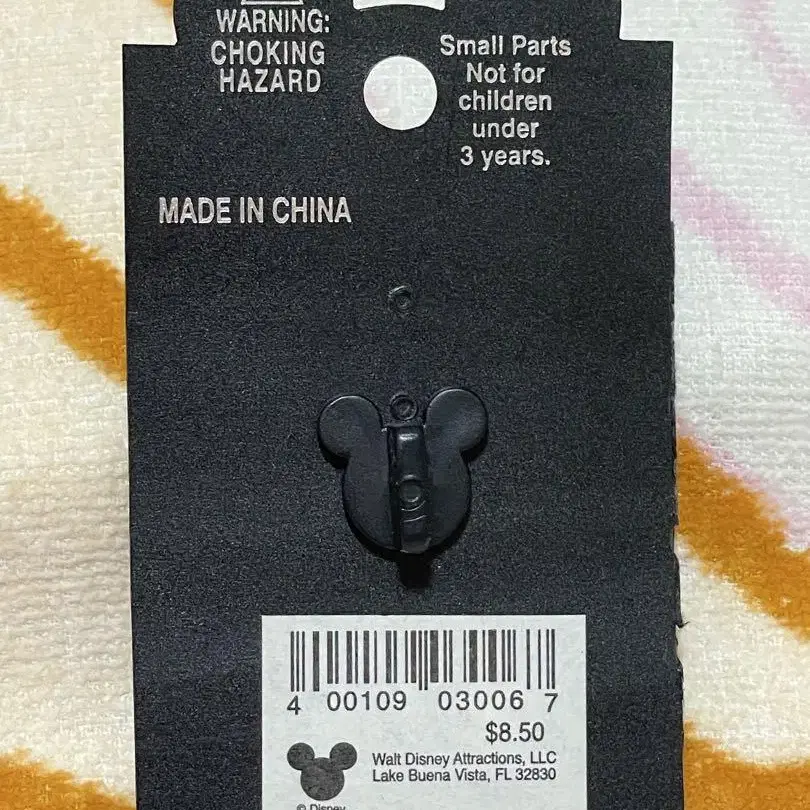 WARNING:
CHOKING
HAZARD
Small Parts
Not for
children
under
3 years.
MADE IN CHINA
4 00109 03006 7
$8.50
Walt Disney Attractions, LLC
Lake Buena Vista, FL 32830
© Disney